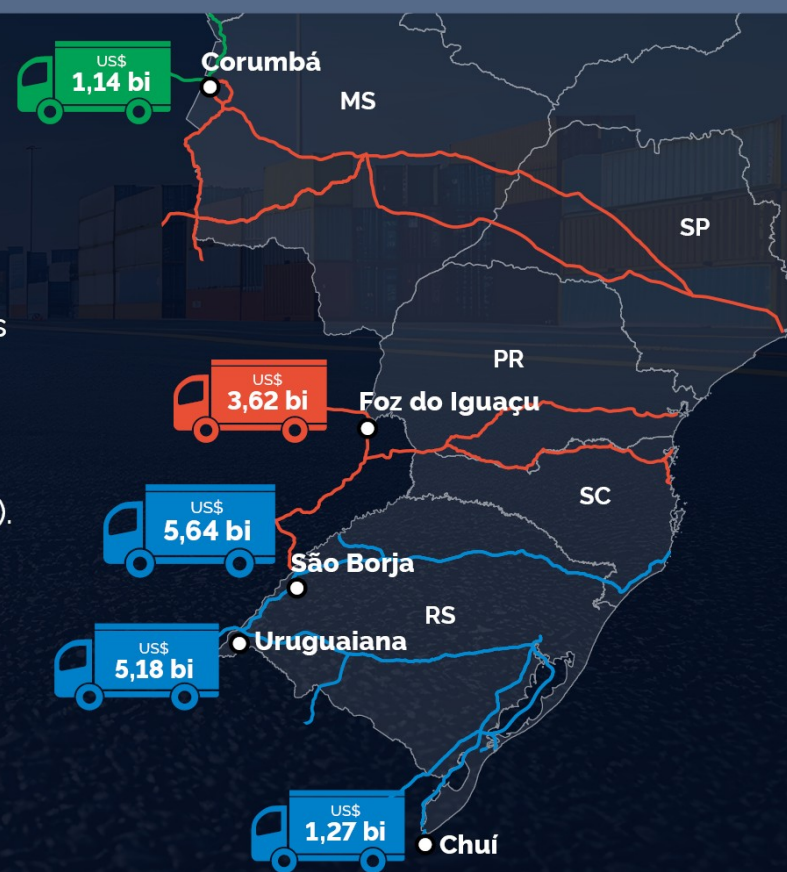 US$
1,14 bi
Corumbá
MS
SP
s
PR
US$
3,62 bi
Foz do Iguaçu
SC
US$
5,64 bi
).
São Borja
RS
Uruguaiana
US$
5,18 bi
US$
1,27 bi
Chuí